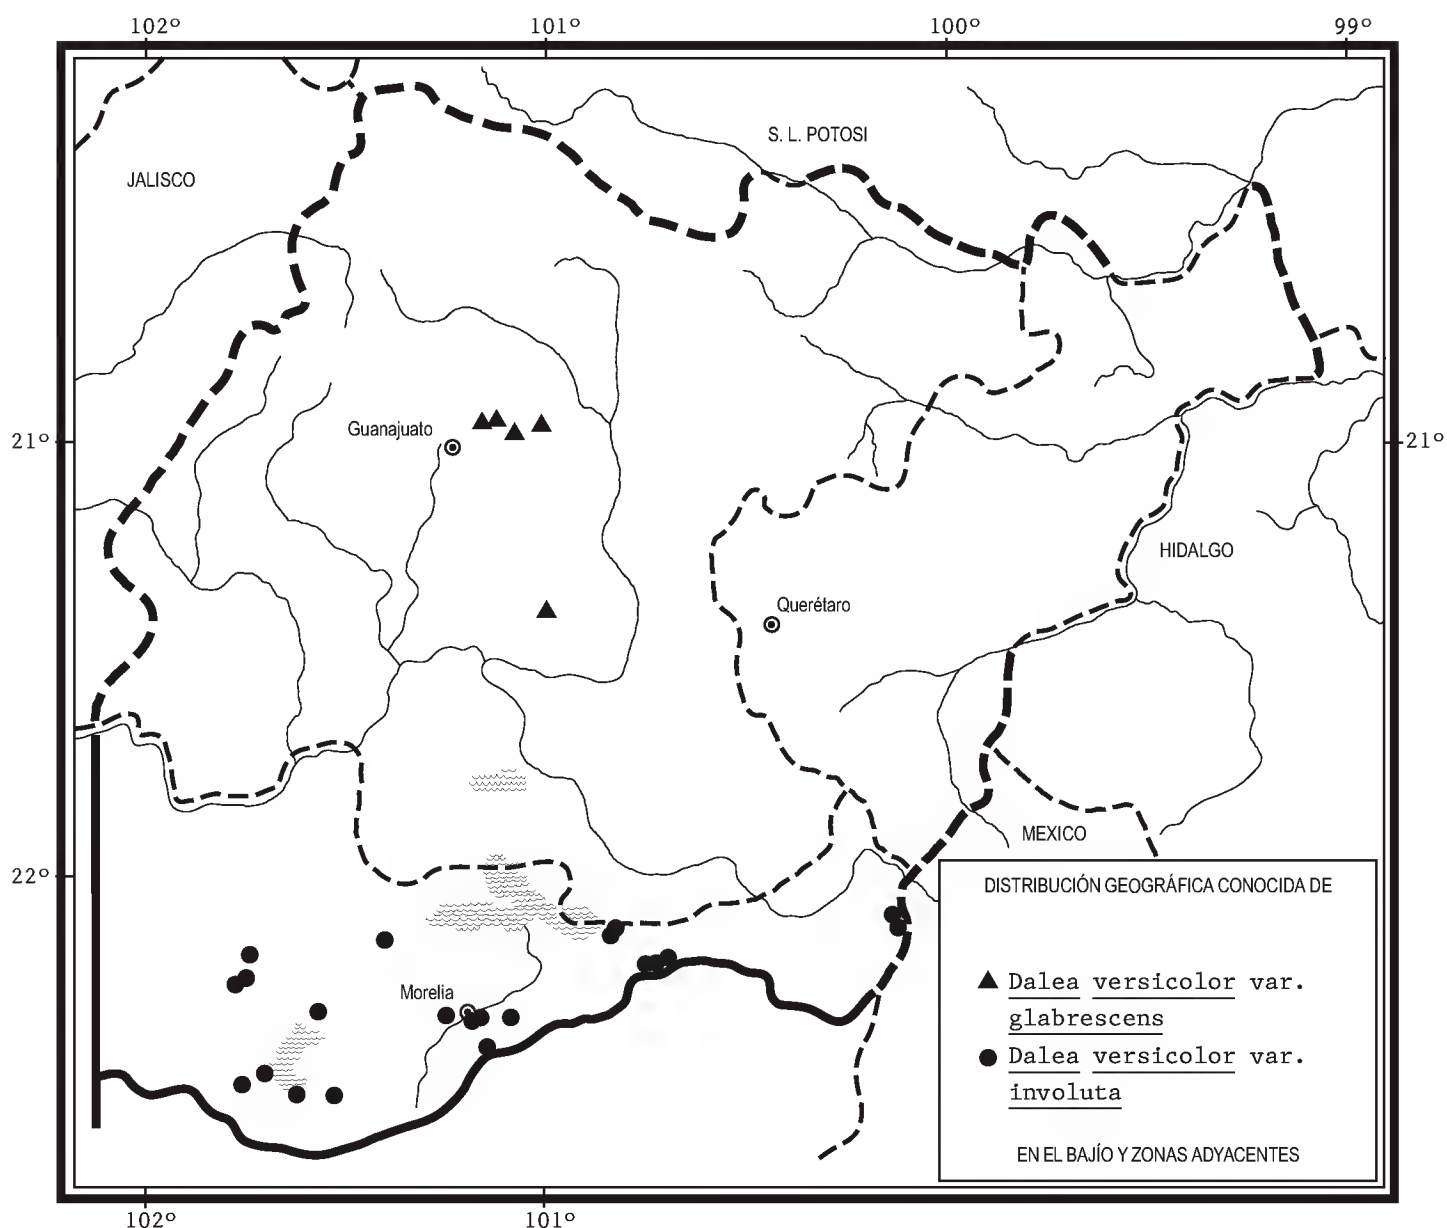 102º 101º 100º 99º
S. L. POTOSI
JALISCO
Guanajuato
21º 21º
HIDALGO
Querétaro
MEXICO
22º
DISTRIBUCIÓN GEOGRÁFICA CONOCIDA DE
Morelia
Dalea versicolor var.
glabrescens
Dalea versicolor var.
involuta
EN EL BAJÍO Y ZONAS ADYACENTES
102º 101º